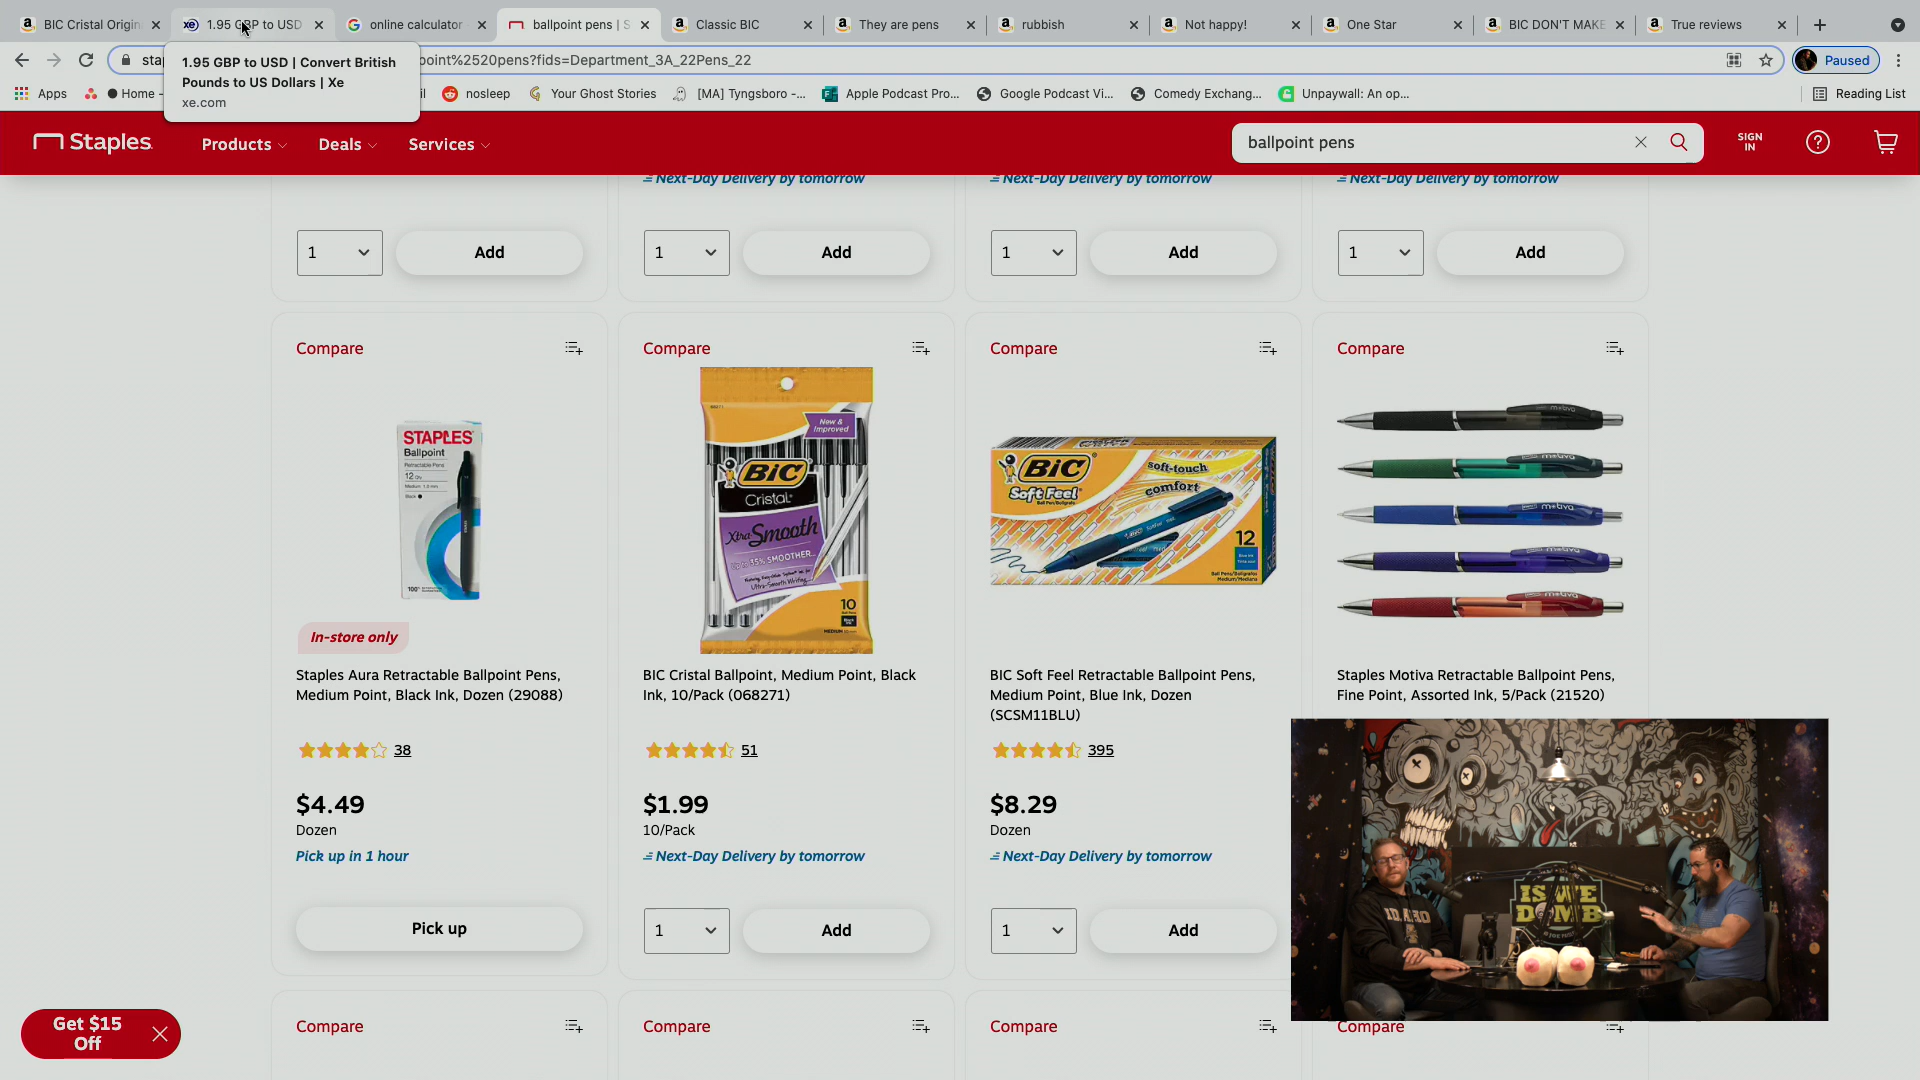 BIC Cristal Origin
1.95 GBP to USD
online calculator
ballpoint pens | S
Classic BIC
They are pens
rubbish
Not happy!
One Star
BIC DON'T MAKE
True reviews
point%2520pens?fids=Department_3A_22Pens_22
Paused
1.95 GBP to USD | Convert British
Pounds to US Dollars | Xe
xe.com
Apps
Home -
nosleep
Your Ghost Stories
[MA] Tyngsboro -...
Apple Podcast Pro...
Google Podcast Vi...
Comedy Exchang...
Unpaywall: An op...
Reading List
Staples
Products
Deals
Services
ballpoint pens
SIGN
IN
Next-Day Delivery by tomorrow
Next-Day Delivery by tomorrow
Next-Day Delivery by tomorrow
1
Add
1
Add
1
Add
1
Add
Compare
Compare
Compare
Compare
STAPLES
Ballpoint
Retractable Pens
New &
Improved
BIC
Cristal
Xtra Smooth
10
BIC
Soft Feel
soft-touch
comfort
12
In-store only
Staples Aura Retractable Ballpoint Pens,
Medium Point, Black Ink, Dozen (29088)
BIC Cristal Ballpoint, Medium Point, Black
Ink, 10/Pack (068271)
BIC Soft Feel Retractable Ballpoint Pens,
Medium Point, Blue Ink, Dozen
(SCSM11BLU)
Staples Motiva Retractable Ballpoint Pens,
Fine Point, Assorted Ink, 5/Pack (21520)
38
51
395
$4.49
Dozen
Pick up in 1 hour
$1.99
10/Pack
Next-Day Delivery by tomorrow
$8.29
Dozen
Next-Day Delivery by tomorrow
Pick up
1
Add
1
Add
IDAHO
IS WE
DUMB
Get $15
Off
Compare
Compare
Compare
Compare